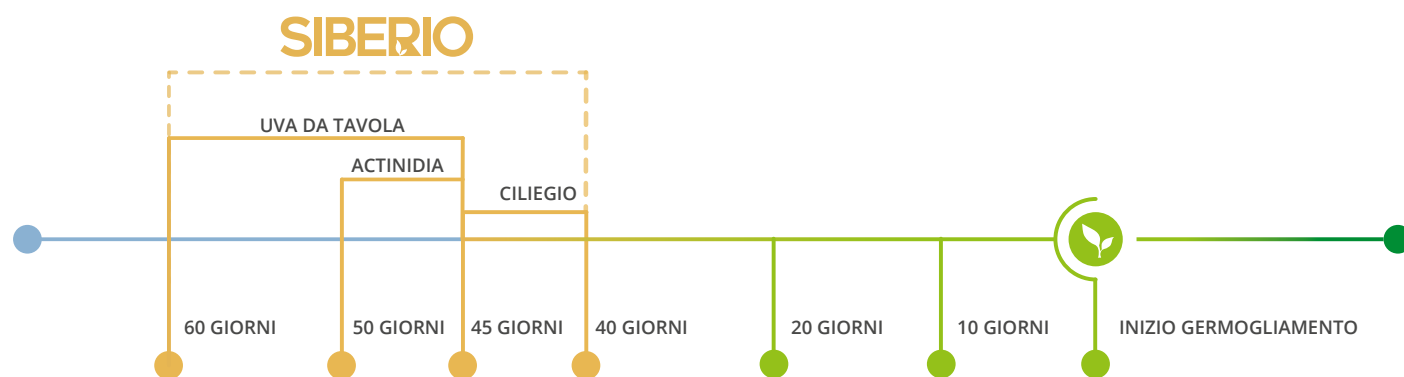 SIBERIO
UVA DA TAVOLA
ACTINIDIA
CILIEGIO
60 GIORNI
50 GIORNI
45 GIORNI
40 GIORNI
20 GIORNI
10 GIORNI
INIZIO GERMOGLIAMENTO